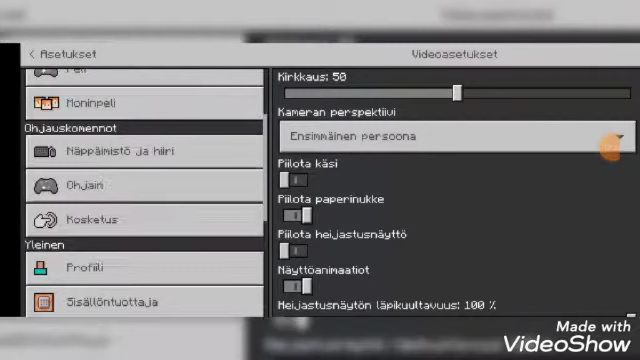 Asetukset
Videoasetukset
Peli
Moninpeli
Ohjauskomennot
Näppäimistö ja hiiri
Ohjain
Kosketus
Yleinen
Profiili
Sisällöntuottaja
Kirkkaus: 50
Kameran perspektiivi
Ensimmäinen persoona
Piilota käsi
Piilota paperinukke
Piilota heijastusnäyttö
Näyttöanimaatiot
Heijastusnäytön läpikuultavuus: 100 %
Made with
VideoShow